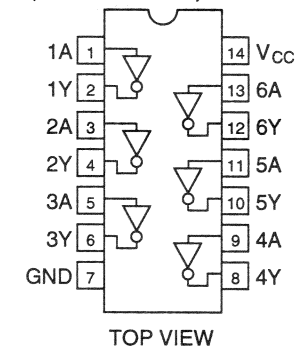 1A 1 14 VCC
1Y 2 13 6A
2A 3 12 6Y
2Y 4 11 5A
3A 5 10 5Y
3Y 6 9 4A
GND 7 8 4Y
TOP VIEW